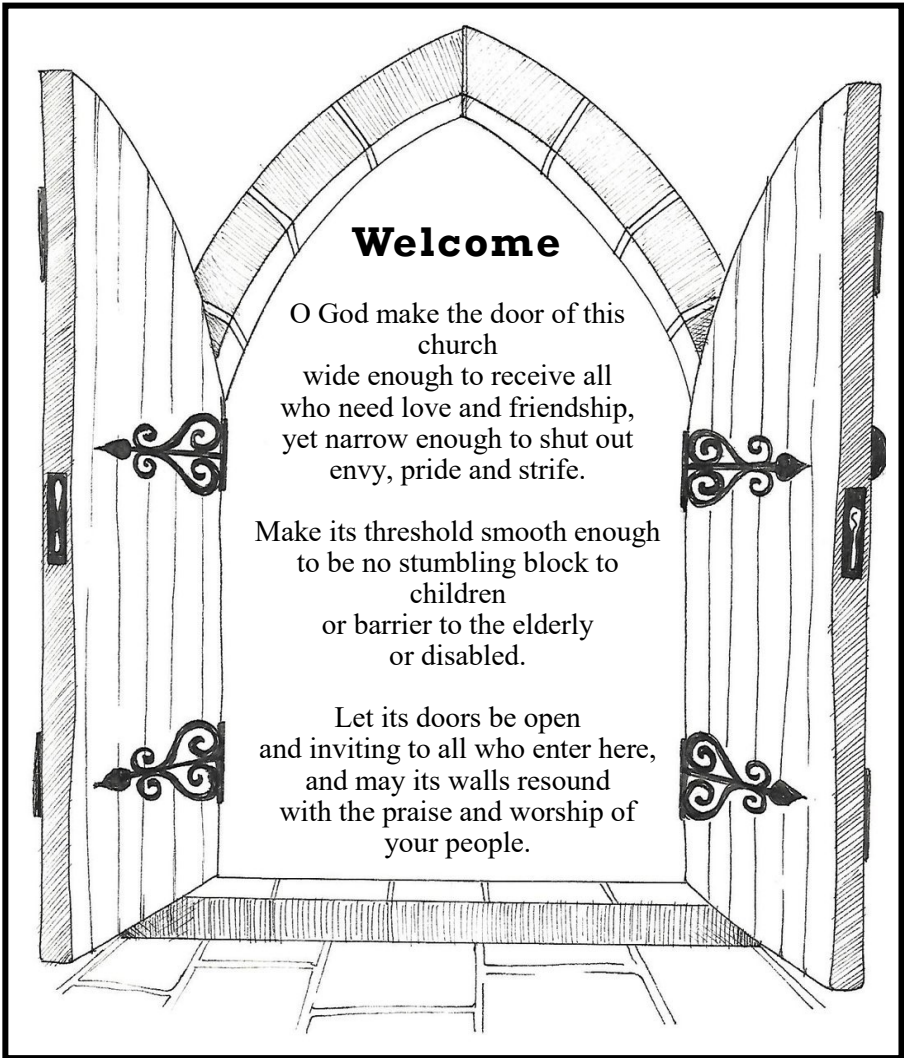 Welcome
O God make the door of this
church
wide enough to receive all
who need love and friendship,
yet narrow enough to shut out
envy, pride and strife.
Make its threshold smooth enough
to be no stumbling block to
children
or barrier to the elderly
or disabled.
Let its doors be open
and inviting to all who enter here,
and may its walls resound
with the praise and worship of
your people.